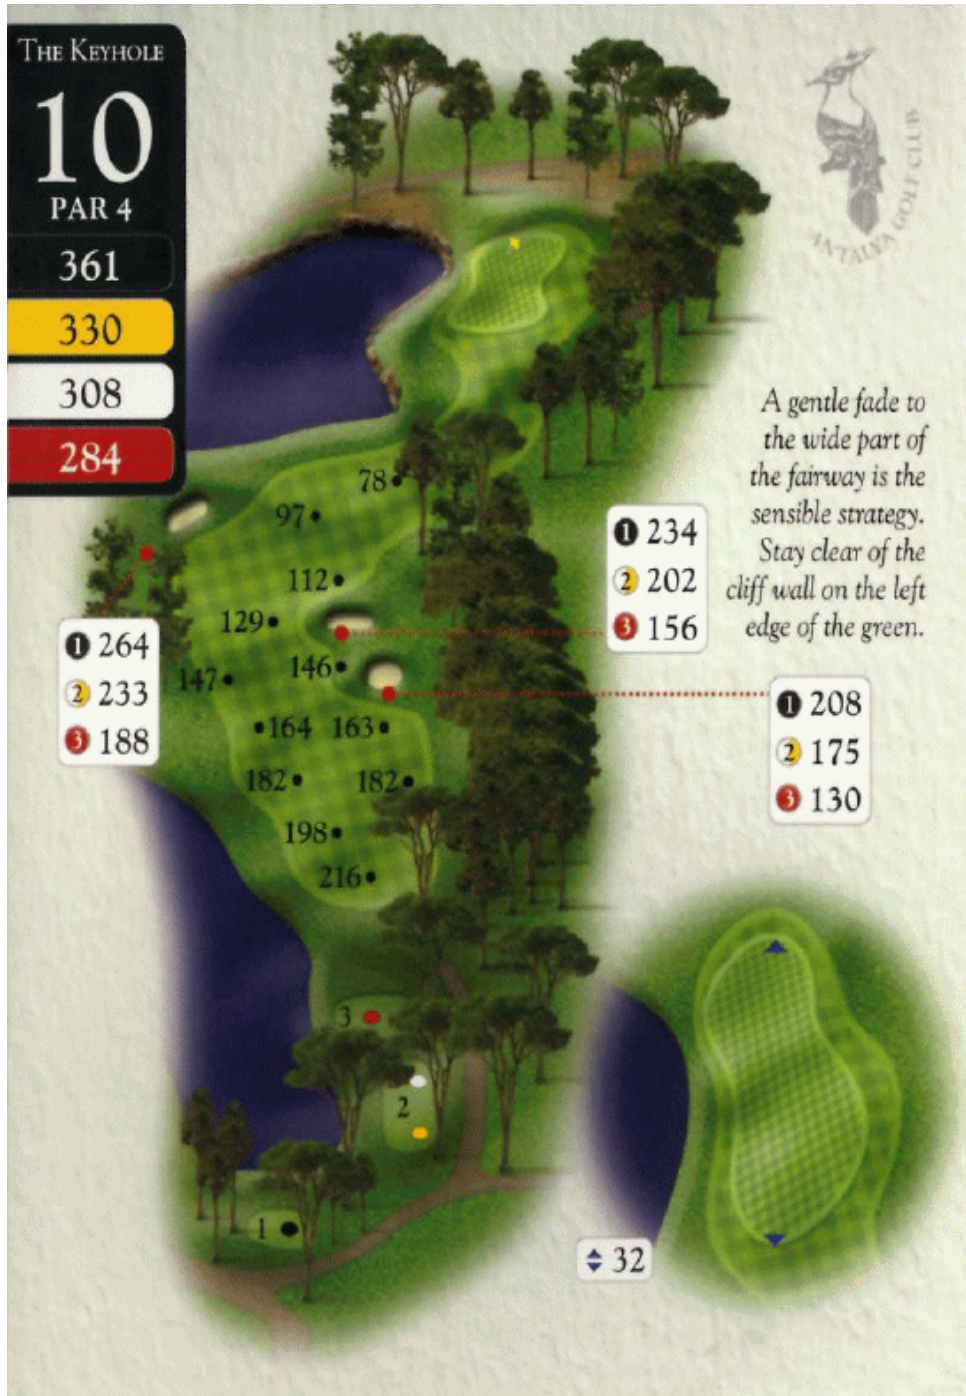 THE KEYHOLE
10
PAR 4
361
330
308
284
ANTALYA GOLF CLUB
A gentle fade to
the wide part of
the fairway is the
sensible strategy.
Stay clear of the
cliff wall on the left
edge of the green.
78
97
112
129
146
147
164 163
182 182
198
216
1 234
2 202
3 156
1 264
2 233
3 188
1 208
2 175
3 130
3
2
1
32